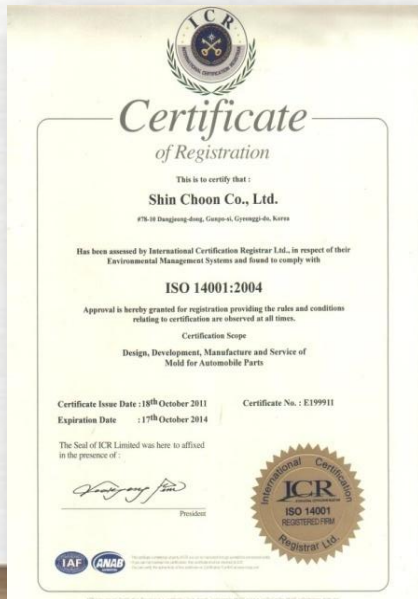 ICR
INTERNATIONAL CERTIFICATION REGISTRAR
Certificate
of Registration
This is to certify that :
Shin Choon Co., Ltd.
#78-10 Dangjeong-dong, Gunpo-si, Gyeonggi-do, Korea
Has been assessed by International Certification Registrar Ltd., in respect of their
Environmental Management Systems and found to comply with
ISO 14001:2004
Approval is hereby granted for registration providing the rules and conditions
relating to certification are observed at all times.
Certification Scope
Design, Development, Manufacture and Service of
Mold for Automobile Parts
Certificate Issue Date :18th October 2011 Certificate No. : E199911
Expiration Date :17th October 2014
The Seal of ICR Limited was here to affixed
in the presence of :
President
International Certification
ICR
ISO 14001
REGISTERED FIRM
Registrar Ltd.
IAF
ANAB